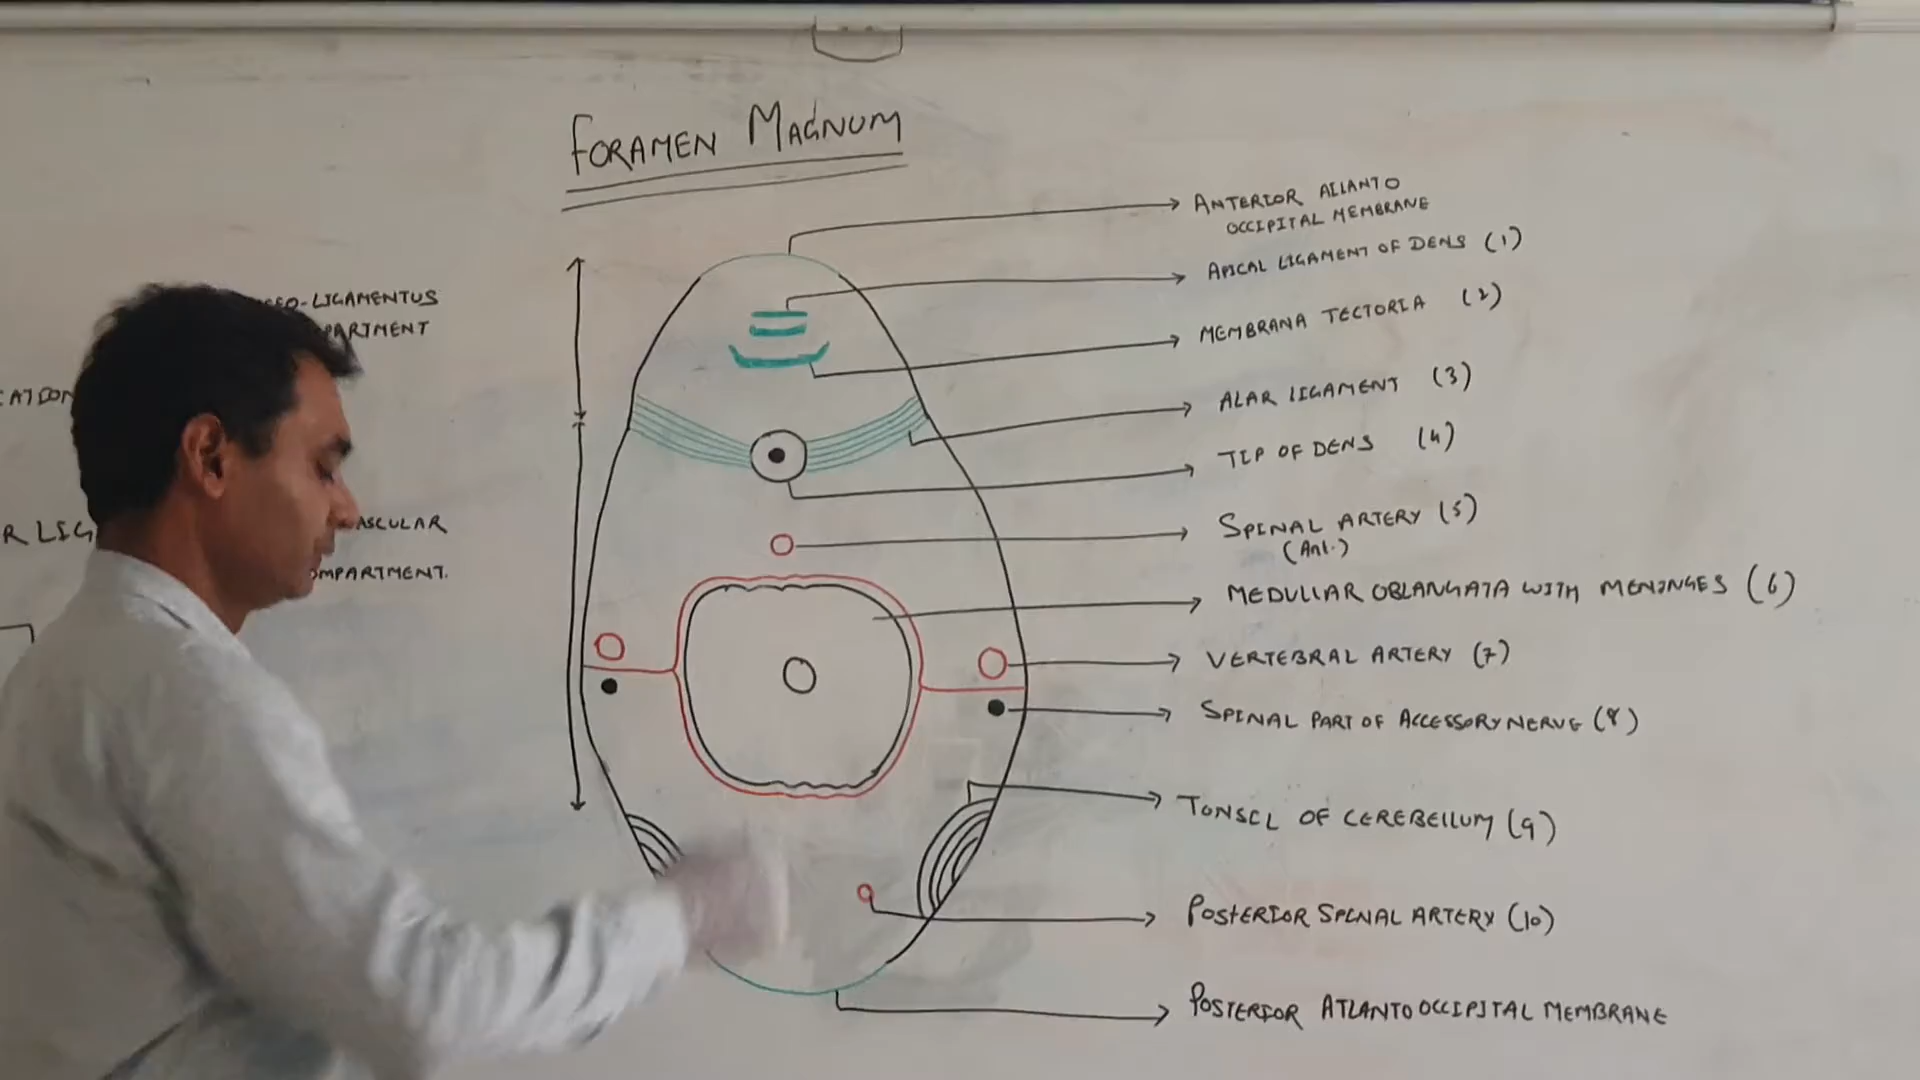 FORAMEN MAGNUM
ANTERIOR AILANTO
OCCIPITAL MEMBRANE
APICAL LIGAMENT OF DENS (1)
MEMBRANA TECTORIA (2)
ALAR LIGAMENT (3)
TIP OF DENS (4)
SPINAL ARTERY (5)
(Ant.)
MEDULLAR OBLANGATA WITH MENINGES (6)
VERTEBRAL ARTERY (7)
SPINAL PART OF ACCESSORY NERVE (8)
TONSIL OF CEREBELLUM (9)
POSTERIOR SPINAL ARTERY (10)
POSTERIOR ATLANTO OCCIPITAL MEMBRANE
O-LIGAMENTUS
PARTMENT
CATION
R LIG
ASCULAR
OMPARTMENT.